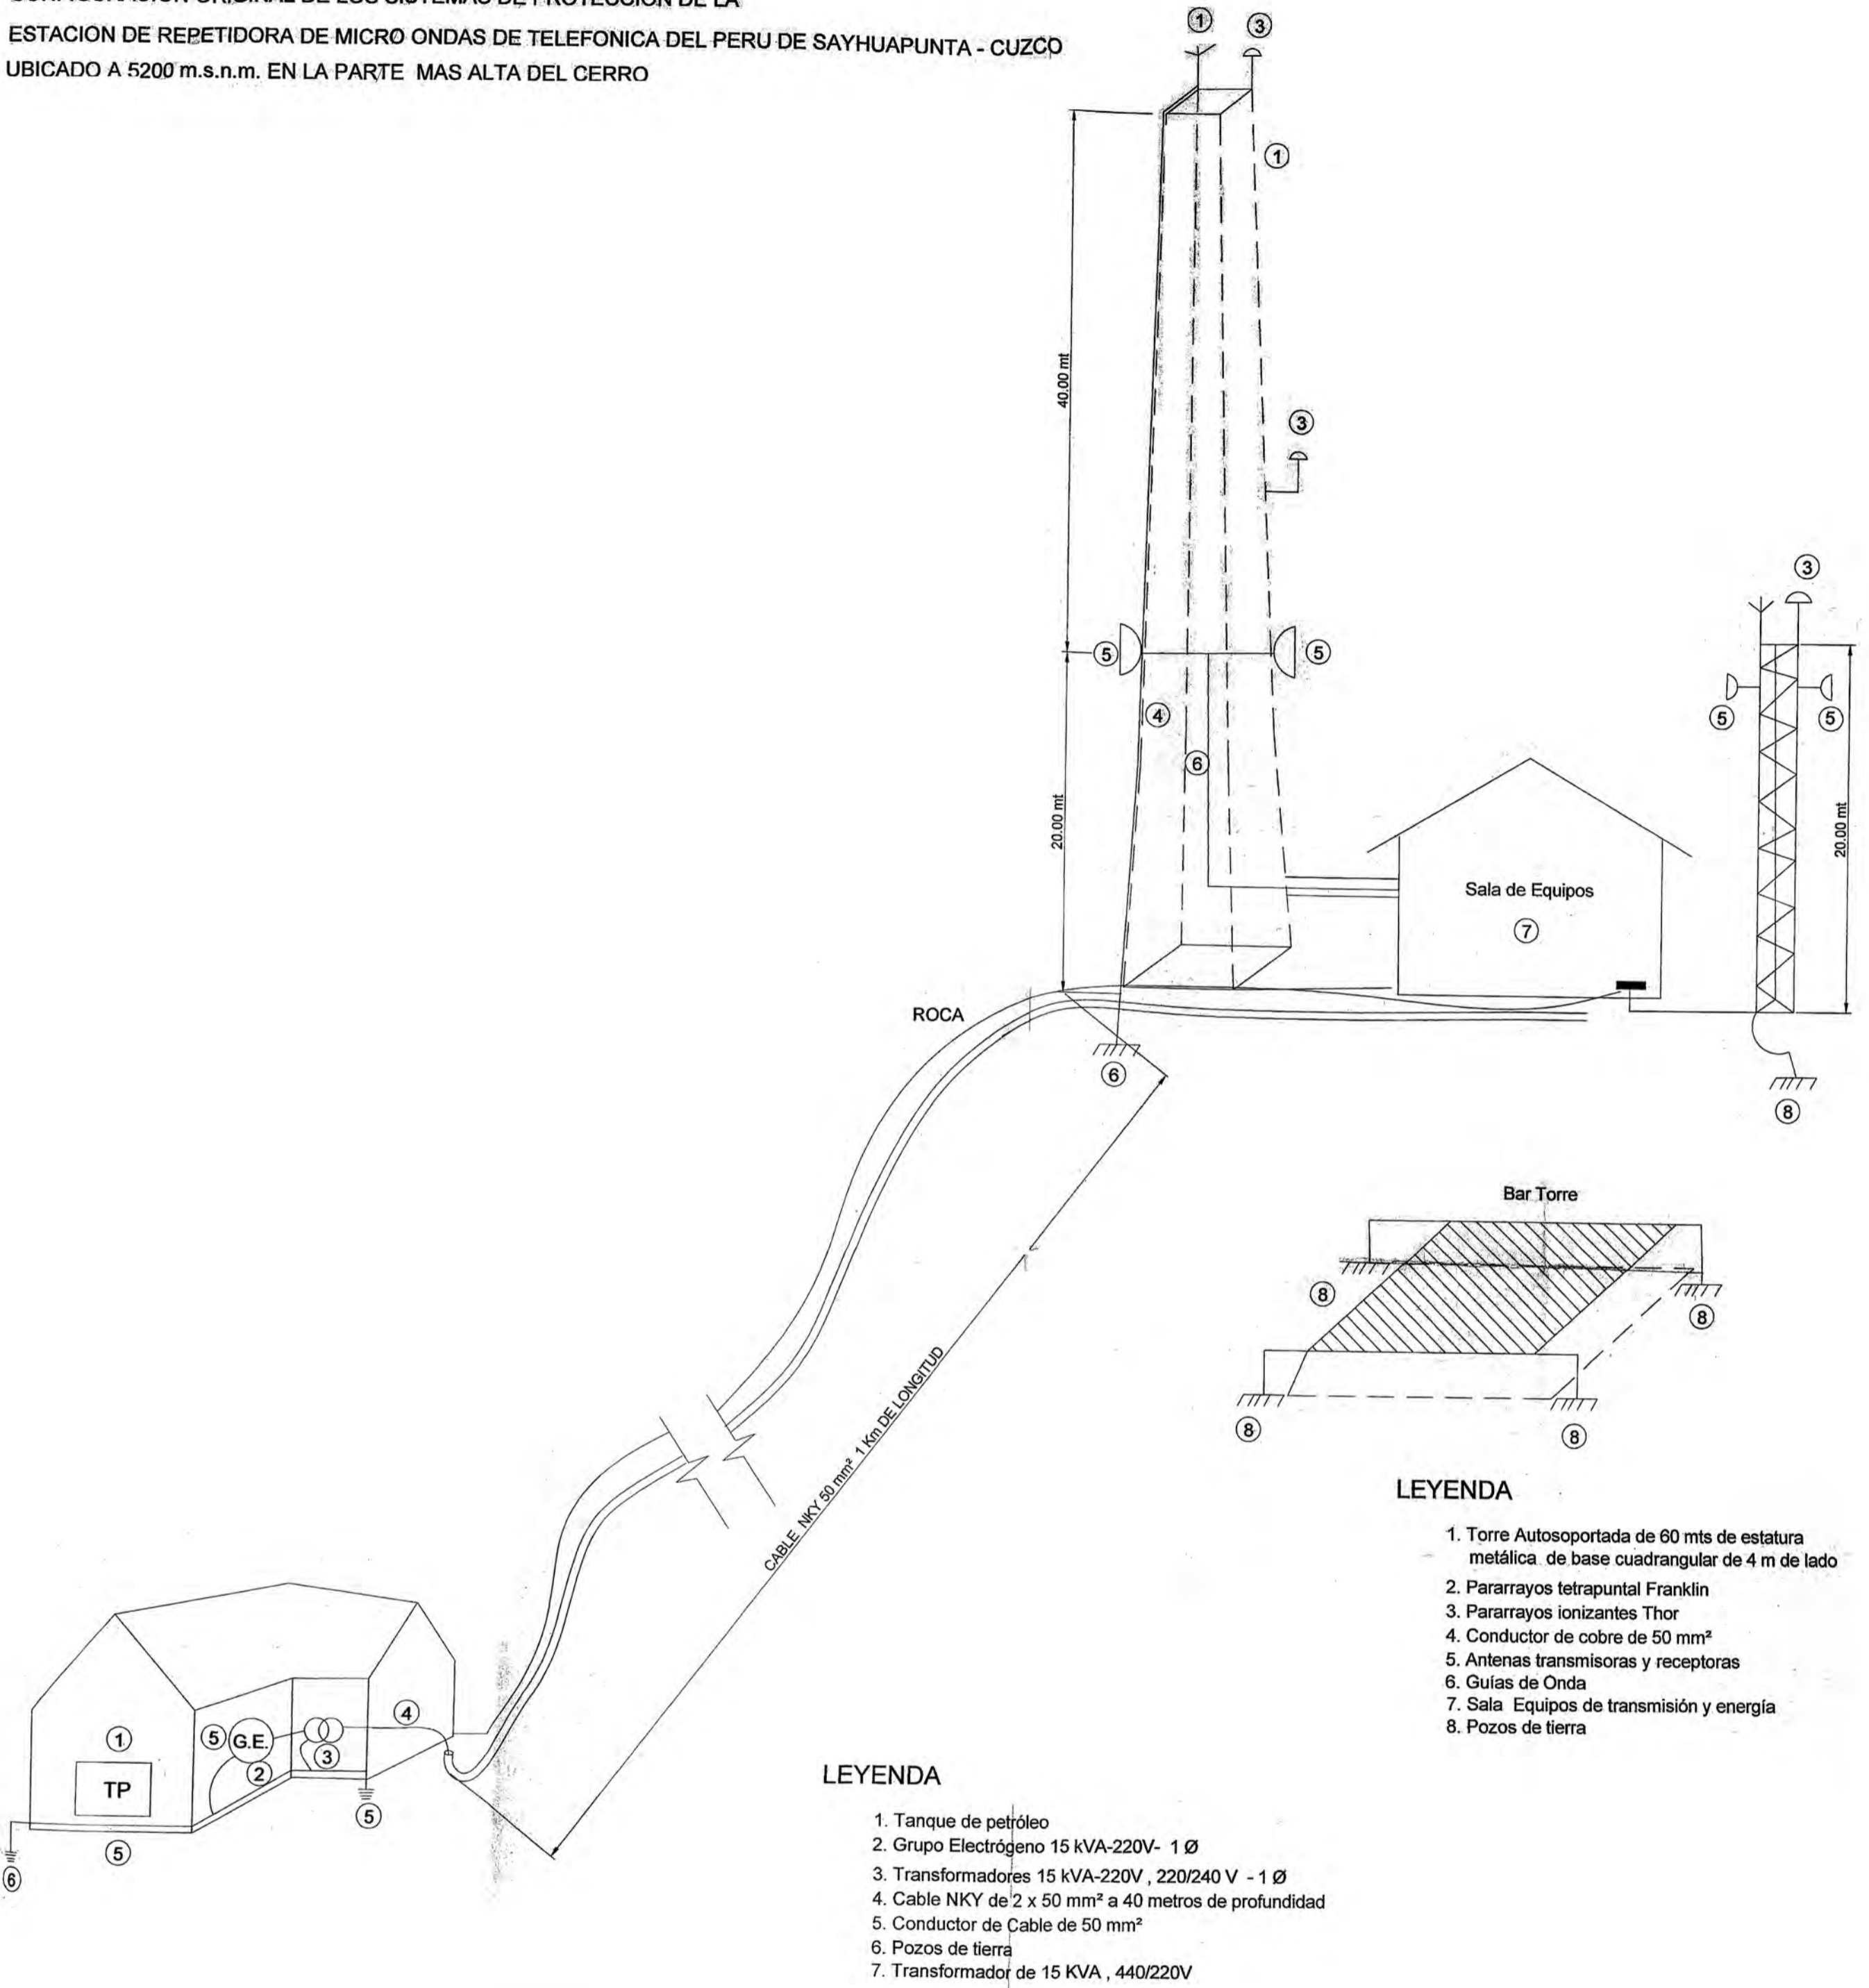 CONFIGURACION ORIGINAL DE LOS SISTEMAS DE PROTECCION DE LA
ESTACION DE REPETIDORA DE MICRO ONDAS DE TELEFONICA DEL PERU DE SAYHUAPUNTA - CUZCO
UBICADO A 5200 m.s.n.m. EN LA PARTE MAS ALTA DEL CERRO
1
3
1
40.00 mt
3
3
5
5
5
5
4
6
20.00 mt
20.00 mt
Sala de Equipos
7
ROCA
6
8
Bar Torre
8
8
8
8
CABLE NKY 50 mm² 1 Km DE LONGITUD
LEYENDA
1. Torre Autosoportada de 60 mts de estatura
metálica de base cuadrangular de 4 m de lado
2. Pararrayos tetrapuntal Franklin
3. Pararrayos ionizantes Thor
4. Conductor de cobre de 50 mm²
5. Antenas transmisoras y receptoras
6. Guías de Onda
7. Sala Equipos de transmisión y energía
8. Pozos de tierra
1
TP
5
G.E.
2
3
4
5
5
6
LEYENDA
1. Tanque de petróleo
2. Grupo Electrógeno 15 kVA-220V- 1 Ø
3. Transformadores 15 kVA-220V , 220/240 V - 1 Ø
4. Cable NKY de 2 x 50 mm² a 40 metros de profundidad
5. Conductor de Cable de 50 mm²
6. Pozos de tierra
7. Transformador de 15 KVA , 440/220V